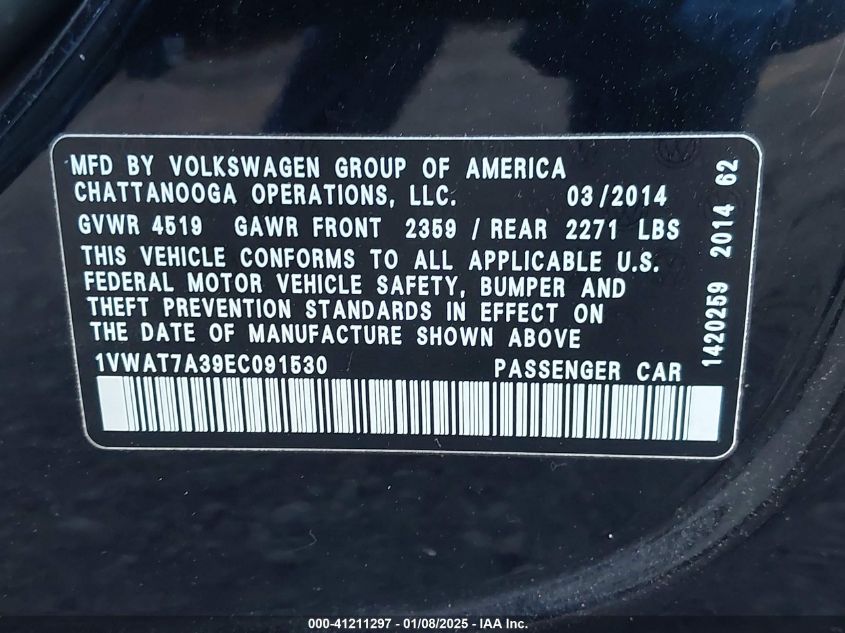 MFD BY VOLKSWAGEN GROUP OF AMERICA
CHATTANOOGA OPERATIONS, LLC. 03/2014
GVWR 4519 GAWR FRONT 2359 / REAR 2271 LBS
THIS VEHICLE CONFORMS TO ALL APPLICABLE U.S.
FEDERAL MOTOR VEHICLE SAFETY, BUMPER AND
THEFT PREVENTION STANDARDS IN EFFECT ON
THE DATE OF MANUFACTURE SHOWN ABOVE
1VWAT7A39EC091530 PASSENGER CAR
1420259 2014 62
000-41211297 - 01/08/2025 - IAA Inc.